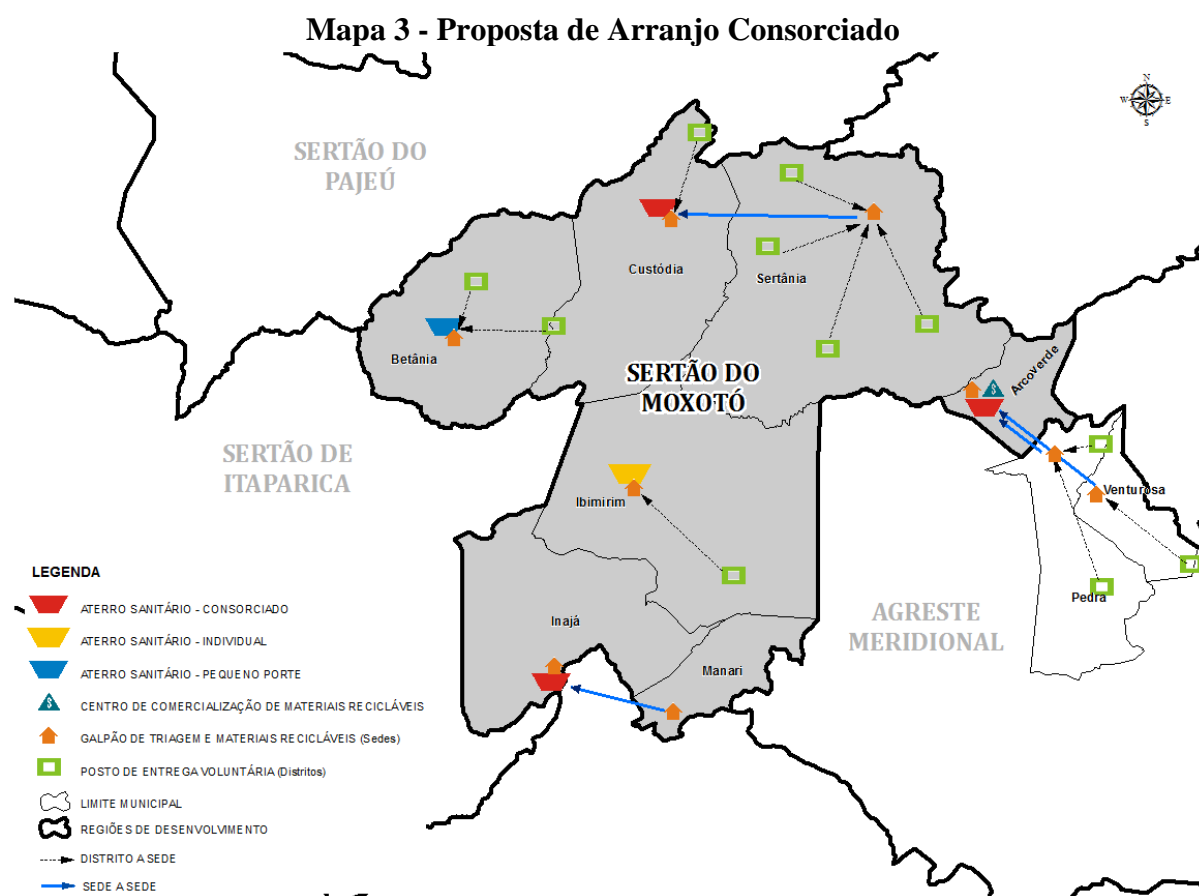 Mapa 3 - Proposta de Arranjo Consorciado
N
W E
S
SERTÃO DO
PAJEÚ
Custódia
Sertânia
Betânia
SERTÃO DO
MOXOTÓ
Arcoverde
SERTÃO DE
ITAPARICA
Ibimirim
Venturosa
Pedra
AGRESTE
MERIDIONAL
Inajá
Manari
LEGENDA
ATERRO SANITÁRIO - CONSORCIADO
ATERRO SANITÁRIO - INDIVIDUAL
ATERRO SANITÁRIO - PEQUENO PORTE
$ CENTRO DE COMERCIALIZAÇÃO DE MATERIAIS RECICLÁVEIS
GALPÃO DE TRIAGEM E MATERIAIS RECICLÁVEIS (Sedes)
POSTO DE ENTREGA VOLUNTÁRIA (Distritos)
LIMITE MUNICIPAL
REGIÕES DE DESENVOLVIMENTO
DISTRITO A SEDE
SEDE A SEDE